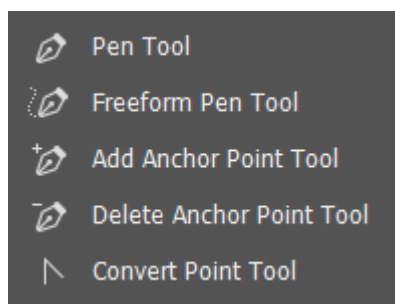 Pen Tool
Freeform Pen Tool
Add Anchor Point Tool
Delete Anchor Point Tool
Convert Point Tool